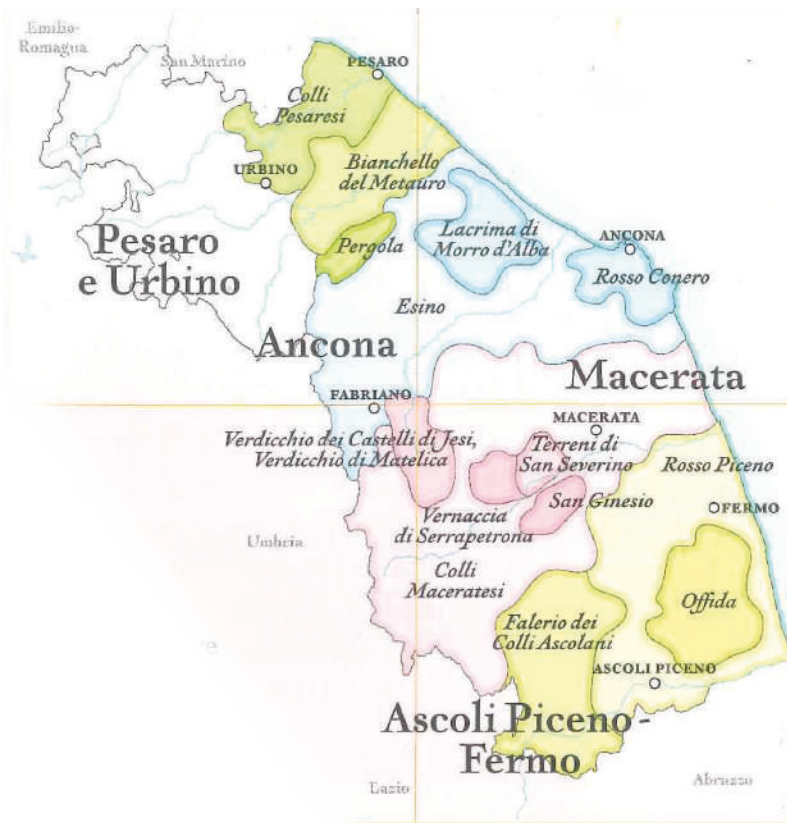 Emilia-
Romagna
San Marino
PESARO
Colli
Pesaresi
URBINO
Bianchello
del Metauro
Pesaro
e Urbino
Pergola
Lacrima di
Morro d'Alba
ANCONA
Rosso Conero
Esino
Ancona
Macerata
FABRIANO
MACERATA
Verdicchio dei Castelli di Jesi,
Verdicchio di Matelica
Terreni di
San Severino
Rosso Piceno
San Ginesio
FERMO
Vernaccia
di Serrapetrona
Umbria
Colli
Maceratesi
Offida
Falerio dei
Colli Ascolani
ASCOLI PICENO
Ascoli Piceno-
Fermo
Lazio
Abruzzo